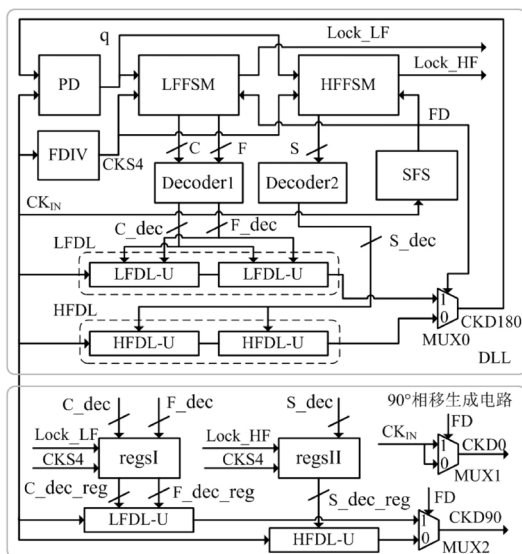 q
Lock_LF
PD
LFFSM
HFFSM
Lock_HF
FD
FDIV
CKS4
C
F
S
SFS
Decoder1
Decoder2
CKIN
C_dec
F_dec
S_dec
LFDL
LFDL-U
LFDL-U
HFDL
1
0
CKD180
MUX0
HFDL-U
HFDL-U
DLL
C_dec
F_dec
S_dec
90°相移生成电路
FD
Lock_LF
CKS4
regsI
Lock_HF
CKS4
regsII
CKIN
1
0
CKD0
MUX1
C_dec_reg
F_dec_reg
S_dec_reg
FD
LFDL-U
HFDL-U
1
0
CKD90
MUX2